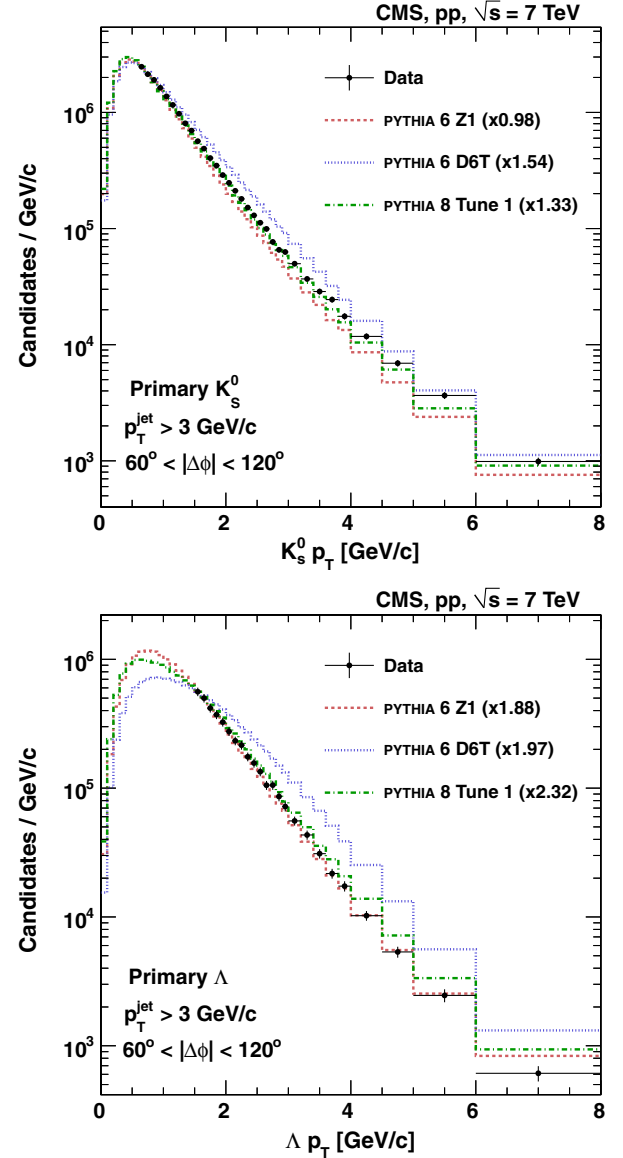 CMS, pp, √s = 7 TeV
10^6
10^5
10^4
10^3
Candidates / GeV/c
Data
PYTHIA 6 Z1 (x0.98)
PYTHIA 6 D6T (x1.54)
PYTHIA 8 Tune 1 (x1.33)
Primary K_S^0
p_T^jet > 3 GeV/c
60° < |Δϕ| < 120°
0 2 4 6 8
K_s^0 p_T [GeV/c]
CMS, pp, √s = 7 TeV
10^6
10^5
10^4
10^3
Candidates / GeV/c
Data
PYTHIA 6 Z1 (x1.88)
PYTHIA 6 D6T (x1.97)
PYTHIA 8 Tune 1 (x2.32)
Primary Λ
p_T^jet > 3 GeV/c
60° < |Δϕ| < 120°
0 2 4 6 8
Λ p_T [GeV/c]